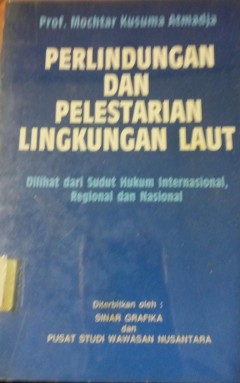 Prof. Mochtar Kusuma Atmadja
PERLINDUNGAN
DAN
PELESTARIAN
LINGKUNGAN LAUT
Dilihat dari Sudut Hukum Internasional,
Regional dan Nasional
Diterbitkan oleh :
SINAR GRAFIKA
dan
PUSAT STUDI WAWASAN NUSANTARA